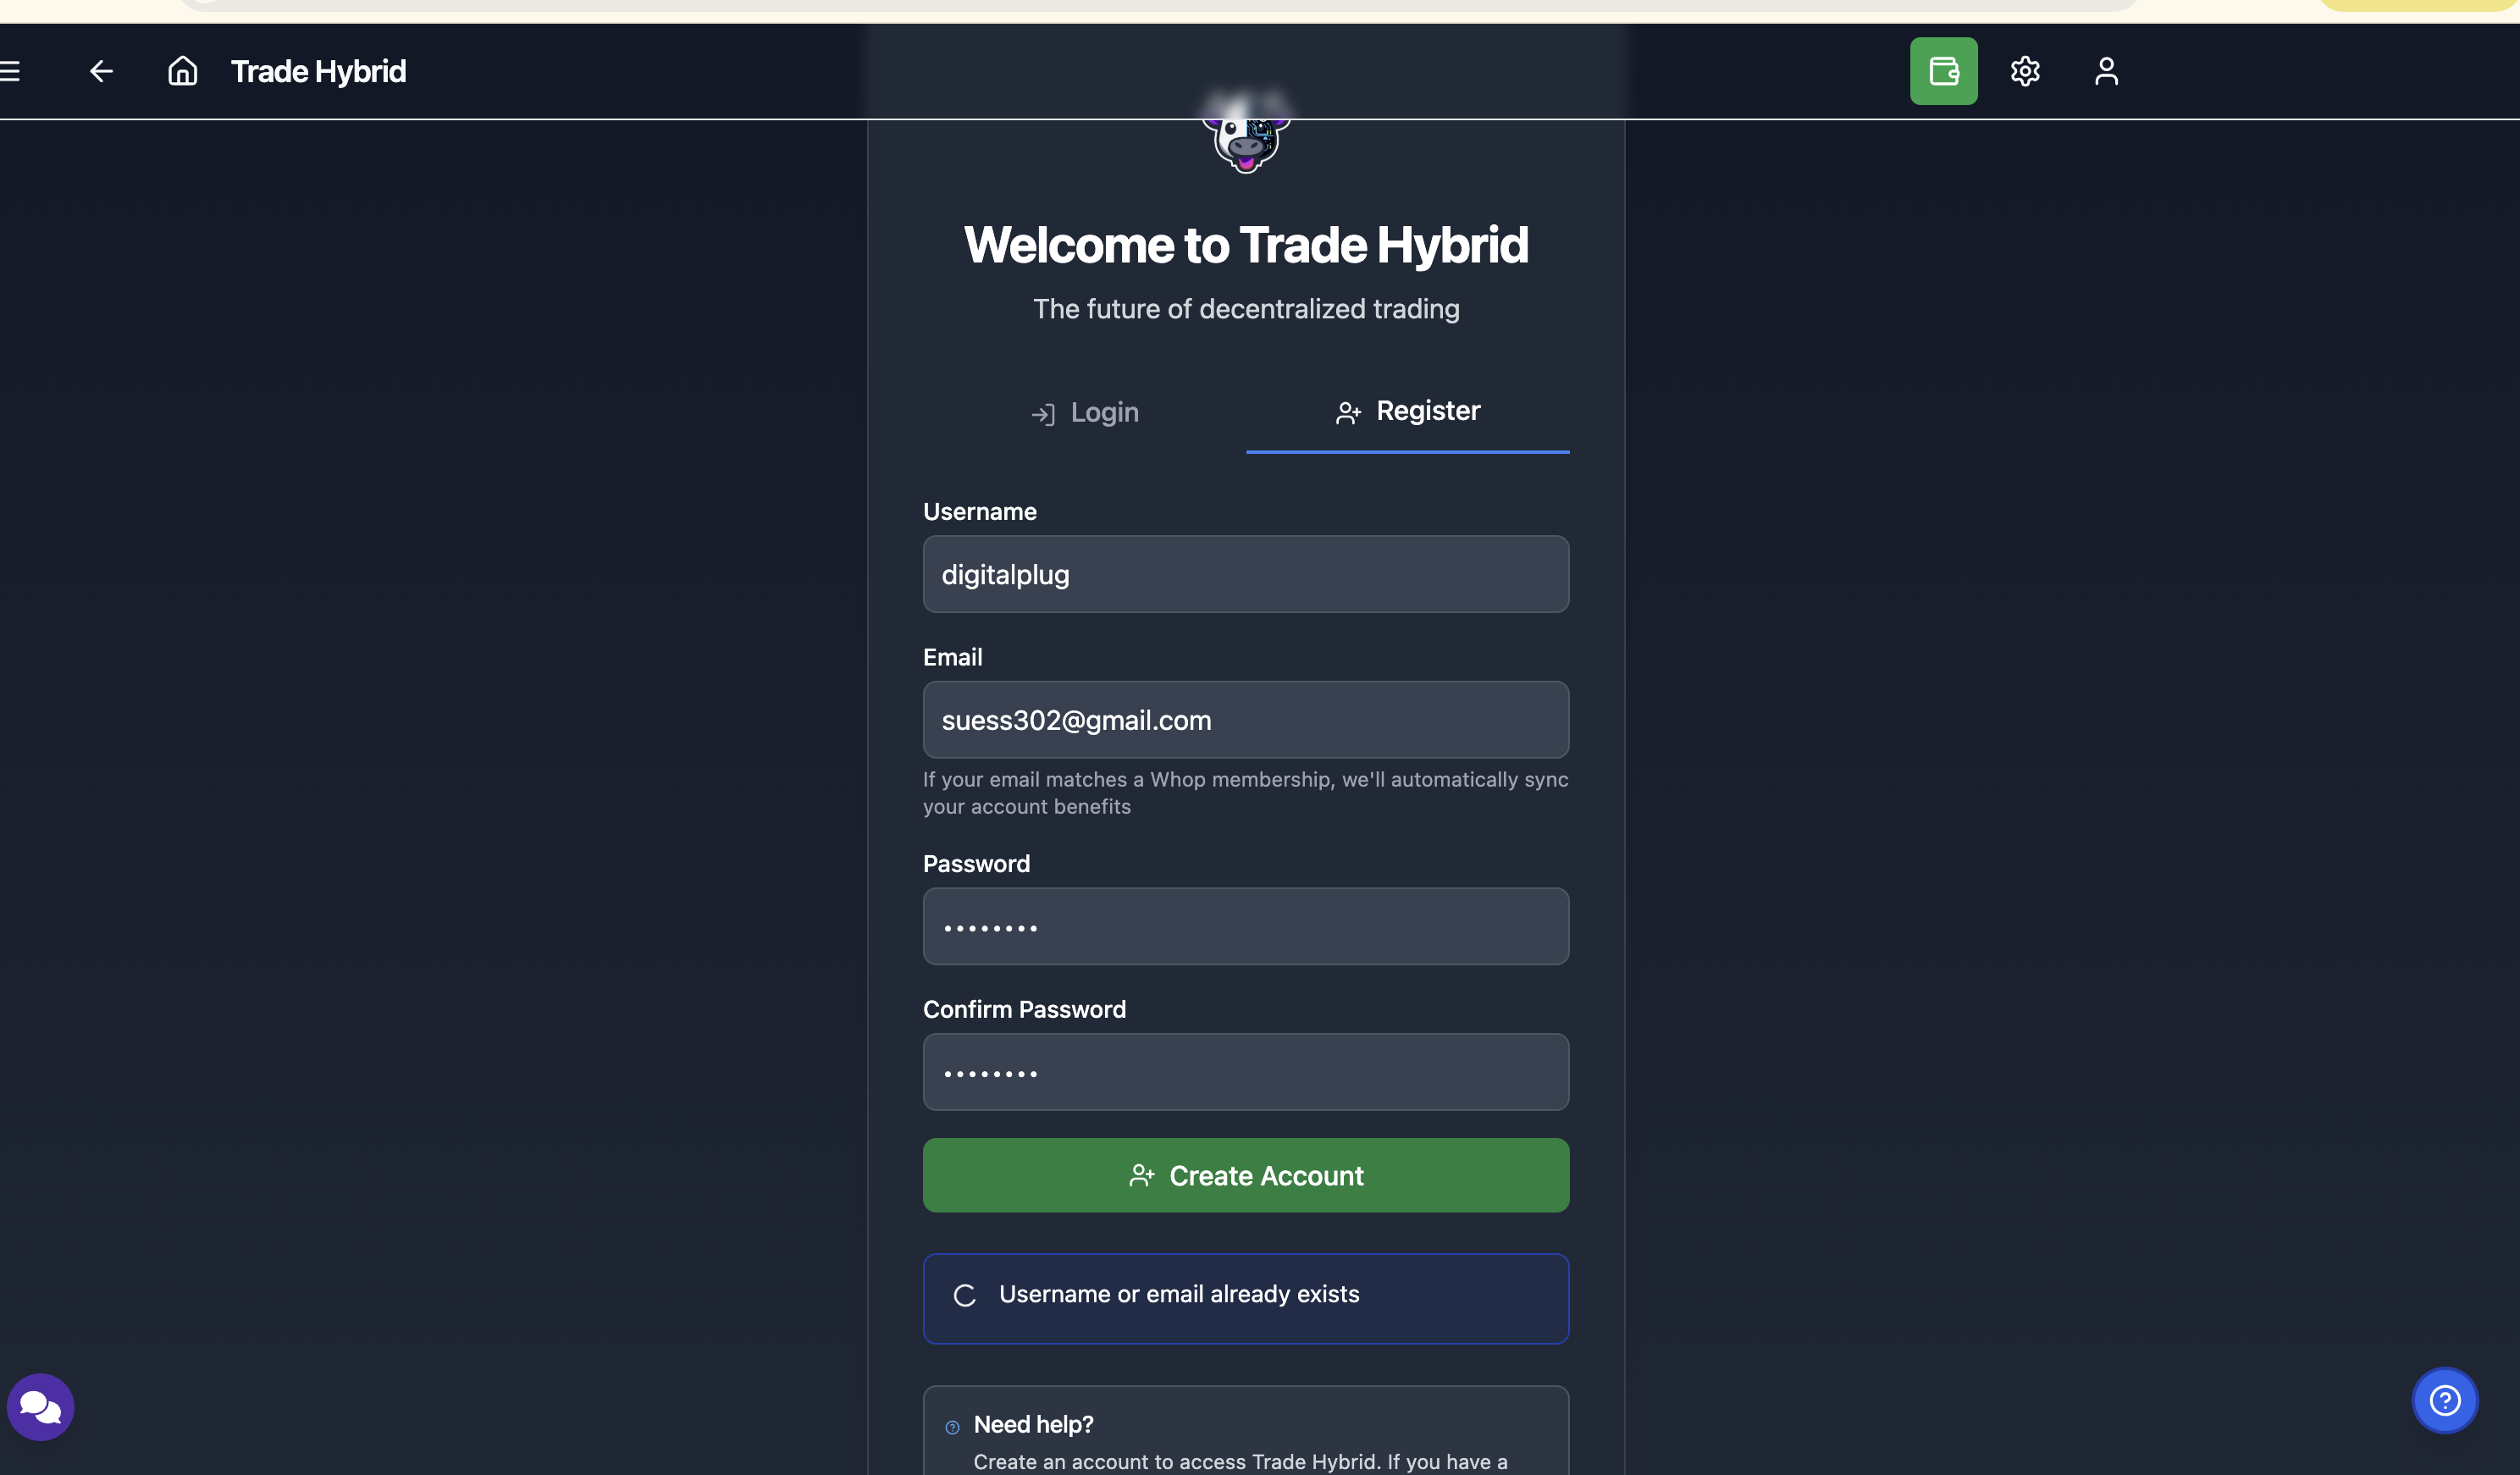 Trade Hybrid
Welcome to Trade Hybrid
The future of decentralized trading
Login
Register
Username
digitalplug
Email
suess302@gmail.com
If your email matches a Whop membership, we'll automatically sync
your account benefits
Password
••••••••
Confirm Password
••••••••
Create Account
Username or email already exists
Need help?
Create an account to access Trade Hybrid. If you have a